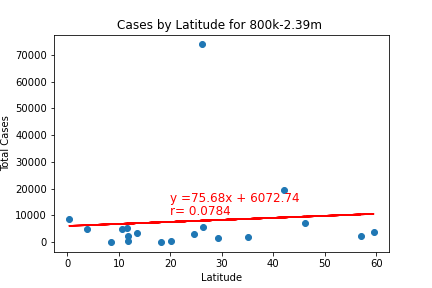 Cases by Latitude for 800k-2.39m
Total Cases
70000
60000
50000
40000
30000
20000
10000
0
y =75.68x + 6072.74
r= 0.0784
0 10 20 30 40 50 60
Latitude